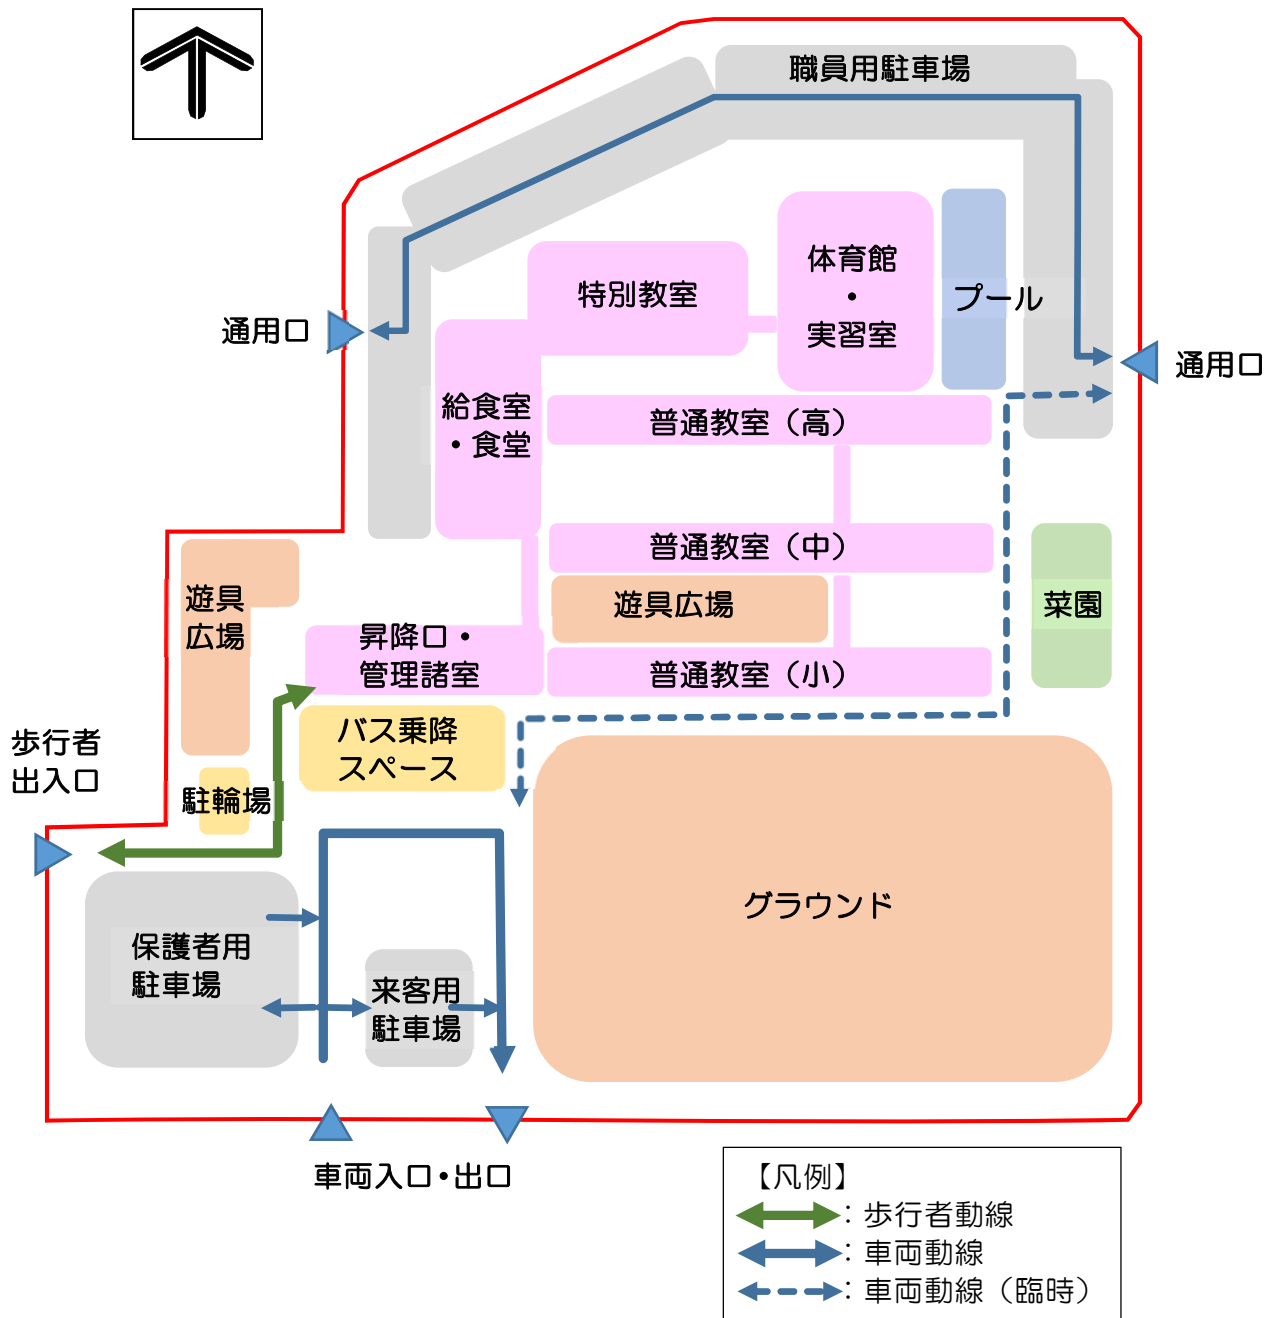 職員用駐車場
体育館
・
実習室
特別教室
プール
通用口
通用口
給食室
・食堂
普通教室（高）
普通教室（中）
遊具
広場
遊具広場
菜園
昇降口・
管理諸室
普通教室（小）
バス乗降
スペース
歩行者
出入口
駐輪場
グラウンド
保護者用
駐車場
来客用
駐車場
車両入口・出口
【凡例】
：歩行者動線
：車両動線
：車両動線（臨時）